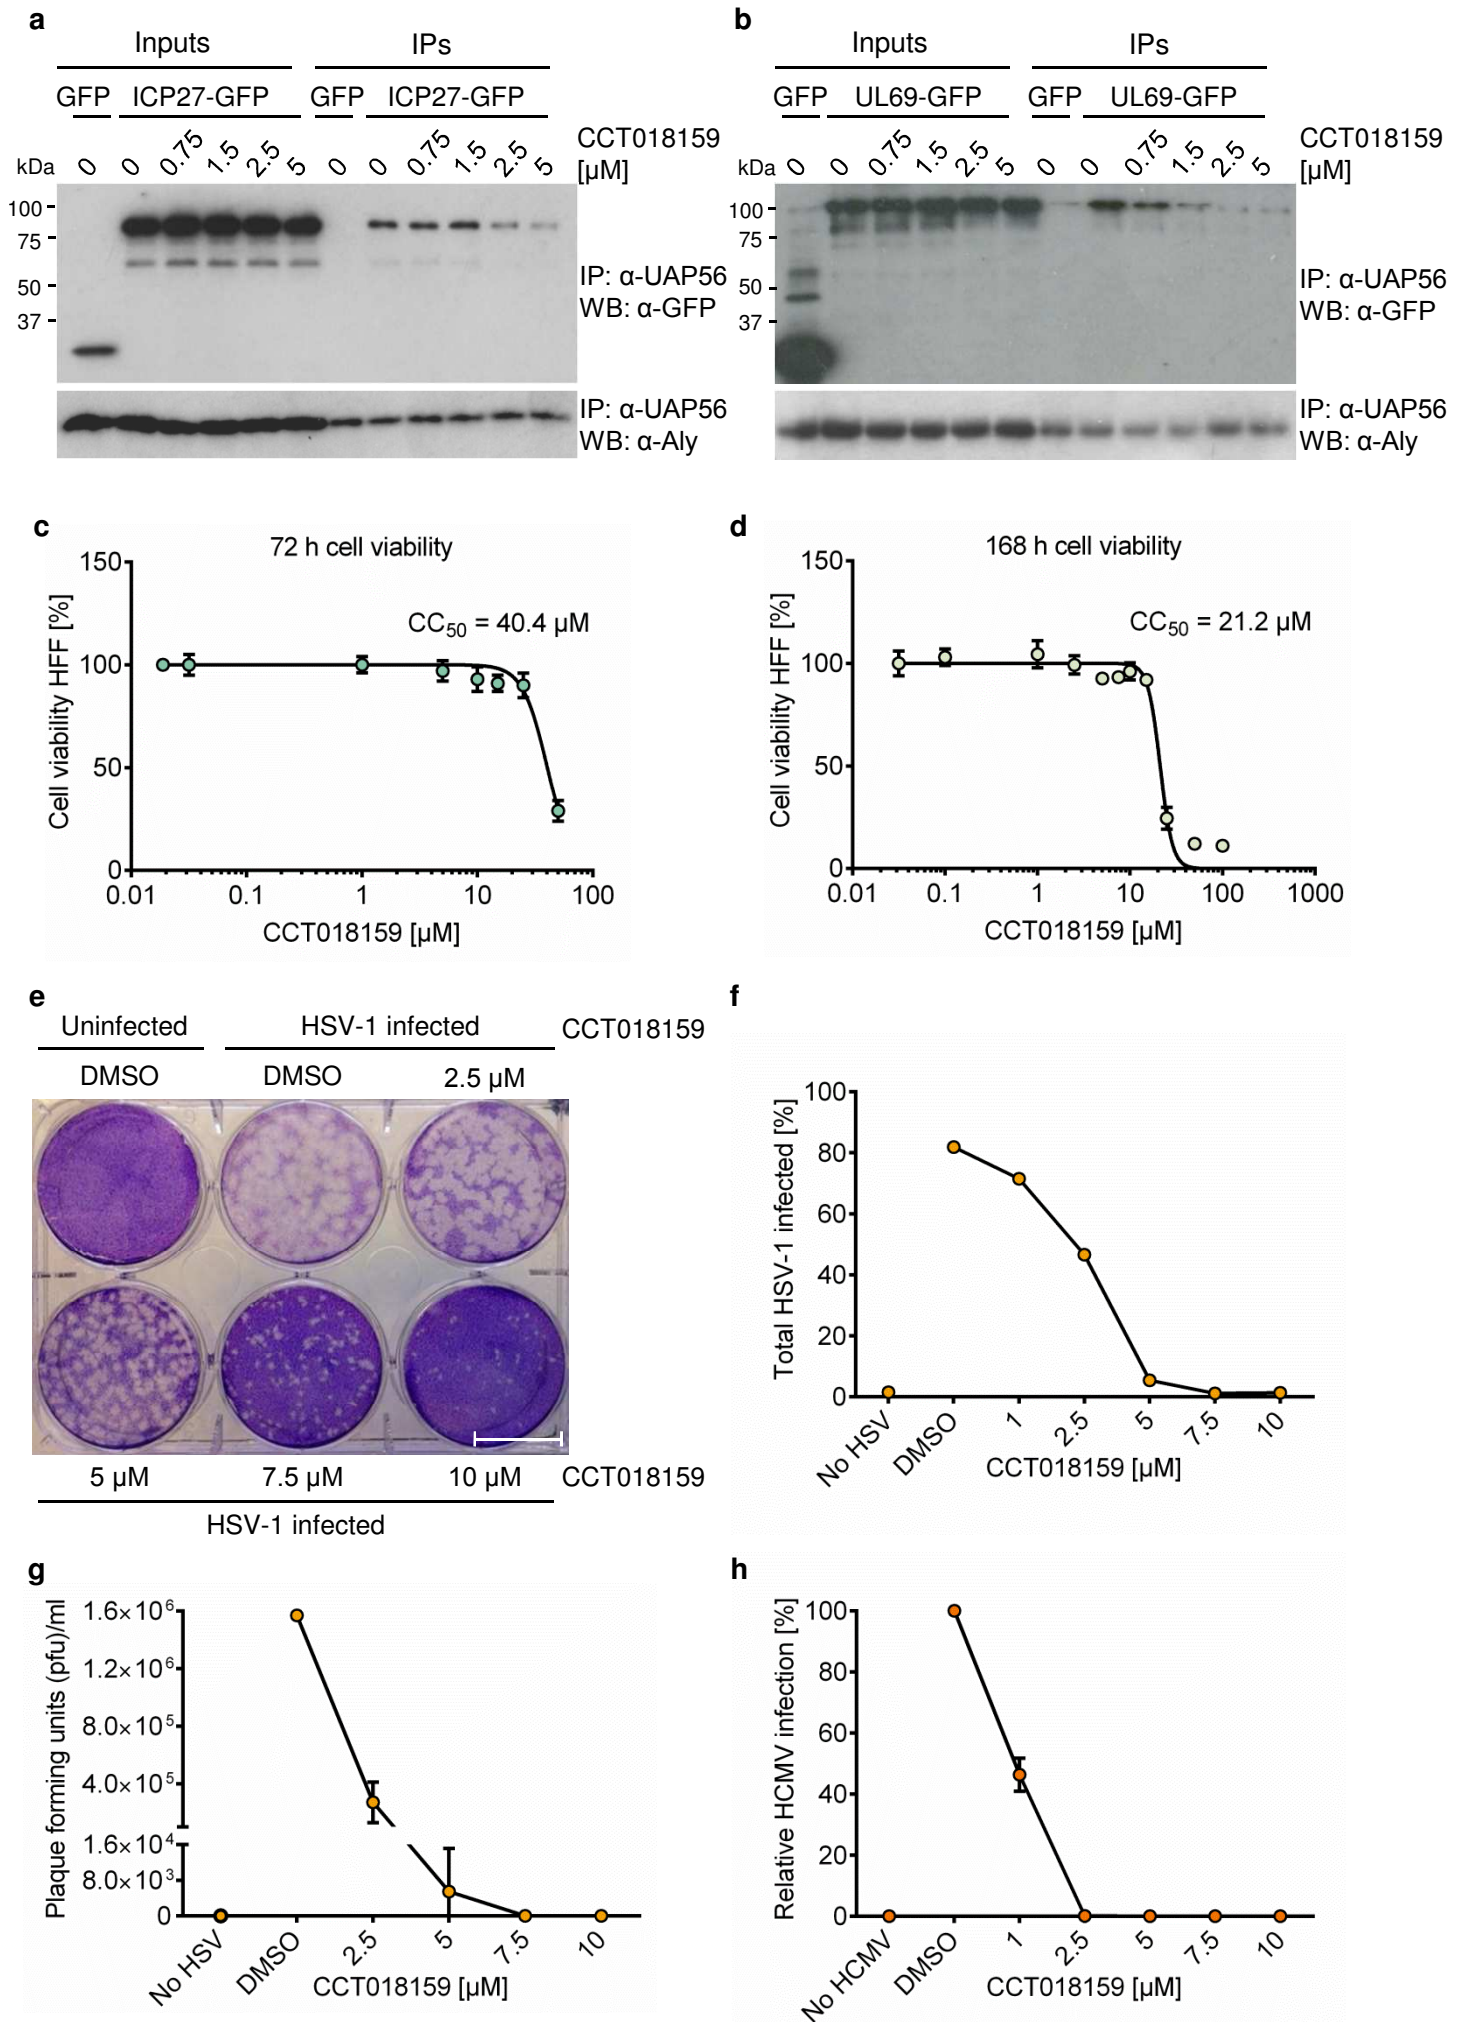 a
Inputs IPs
GFP ICP27-GFP GFP ICP27-GFP
0 0 0.75 1.5 2.5 5 0 0 0.75 1.5 2.5 5 CCT018159 [µM]
kDa
100
75
50
37
IP: α-UAP56
WB: α-GFP
IP: α-UAP56
WB: α-Aly
b
Inputs IPs
GFP UL69-GFP GFP UL69-GFP
0 0 0.75 1.5 2.5 5 0 0 0.75 1.5 2.5 5 CCT018159 [µM]
kDa
100
75
50
37
IP: α-UAP56
WB: α-GFP
IP: α-UAP56
WB: α-Aly
c
72 h cell viability
CC50 = 40.4 µM
Cell viability HFF [%]
150
100
50
0
0.01 0.1 1 10 100
CCT018159 [µM]
d
168 h cell viability
CC50 = 21.2 µM
Cell viability HFF [%]
150
100
50
0
0.01 0.1 1 10 100 1000
CCT018159 [µM]
e
Uninfected HSV-1 infected CCT018159
DMSO DMSO 2.5 µM
5 µM 7.5 µM 10 µM CCT018159
HSV-1 infected
f
Total HSV-1 infected [%]
100
80
60
40
20
0
No HSV DMSO 1 2.5 5 7.5 10
CCT018159 [µM]
g
Plaque forming units (pfu)/ml
1.6×10⁶
1.2×10⁶
8.0×10⁵
4.0×10⁵
1.6×10⁴
8.0×10³
0
No HSV DMSO 2.5 5 7.5 10
CCT018159 [µM]
h
Relative HCMV infection [%]
100
80
60
40
20
0
No HCMV DMSO 1 2.5 5 7.5 10
CCT018159 [µM]